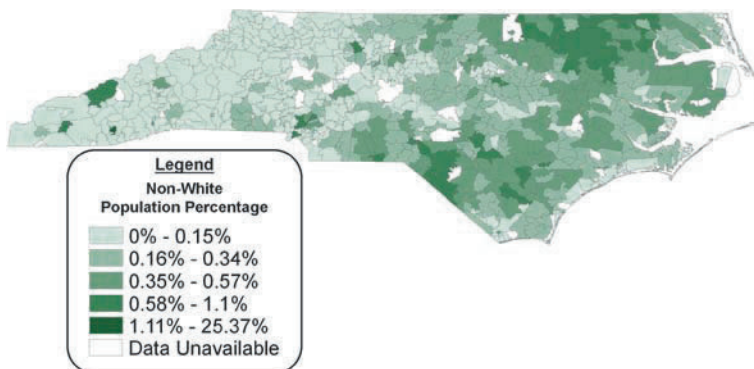 Legend
Non-White
Population Percentage
0% - 0.15%
0.16% - 0.34%
0.35% - 0.57%
0.58% - 1.1%
1.11% - 25.37%
Data Unavailable